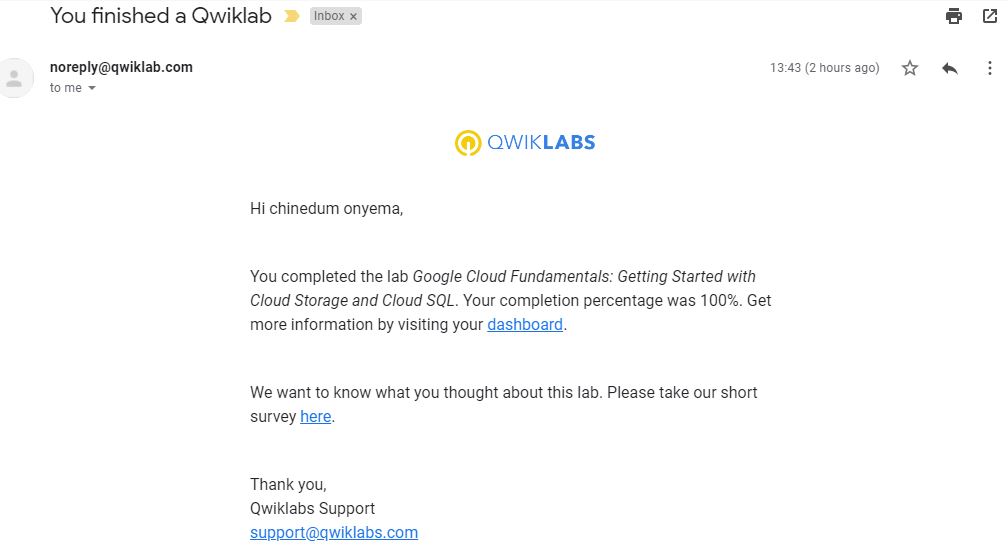 You finished a Qwiklab
Inbox x
noreply@qwiklab.com
13:43 (2 hours ago)
to me
QWIKLABS
Hi chinedum onyema,
You completed the lab Google Cloud Fundamentals: Getting Started with
Cloud Storage and Cloud SQL. Your completion percentage was 100%. Get
more information by visiting your dashboard.
We want to know what you thought about this lab. Please take our short
survey here.
Thank you,
Qwiklabs Support
support@qwiklabs.com